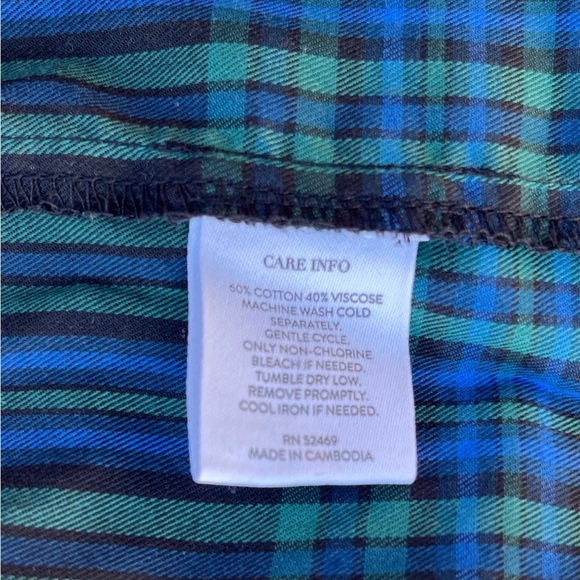 CARE INFO
60% COTTON 40% VISCOSE
MACHINE WASH COLD
SEPARATELY.
GENTLE CYCLE.
ONLY NON-CHLORINE
BLEACH IF NEEDED.
TUMBLE DRY LOW.
REMOVE PROMPTLY.
COOL IRON IF NEEDED.
RN 52469
MADE IN CAMBODIA